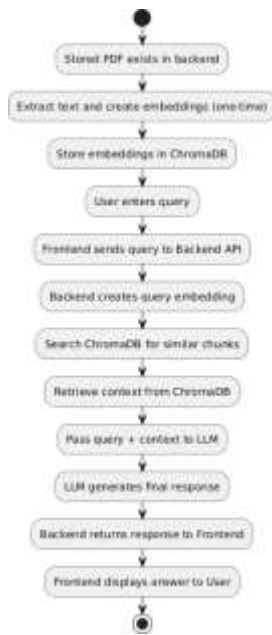 Stored PDF exists in backend
Extract text and create embeddings (one-time)
Store embeddings in ChromaDB
User enters query
Frontend sends query to Backend API
Backend creates query embedding
Search ChromaDB for similar chunks
Retrieve context from ChromaDB
Pass query + context to LLM
LLM generates final response
Backend returns response to Frontend
Frontend displays answer to User